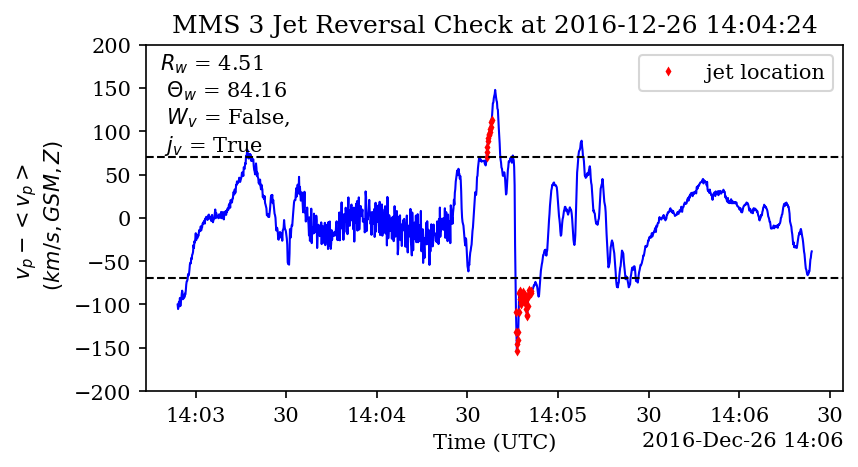 MMS 3 Jet Reversal Check at 2016-12-26 14:04:24
R_w = 4.51
Θ_w = 84.16
W_v = False,
j_v = True
jet location
v_p − < v_p >
(km/s, GSM, Z)
200
150
100
50
0
−50
−100
−150
−200
14:03 30 14:04 30 14:05 30 14:06 30
Time (UTC) 2016-Dec-26 14:06